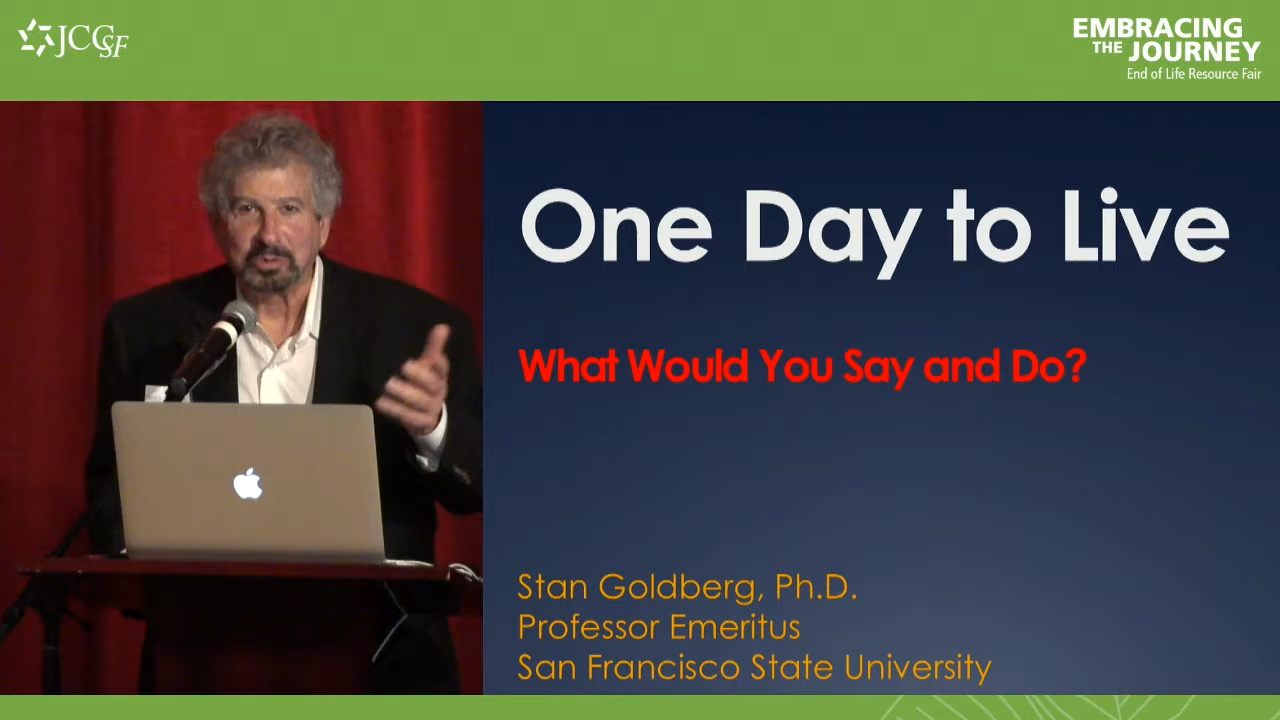 JCCSF
EMBRACING
THE JOURNEY
End of Life Resource Fair
One Day to Live
What Would You Say and Do?
Stan Goldberg, Ph.D.
Professor Emeritus
San Francisco State University